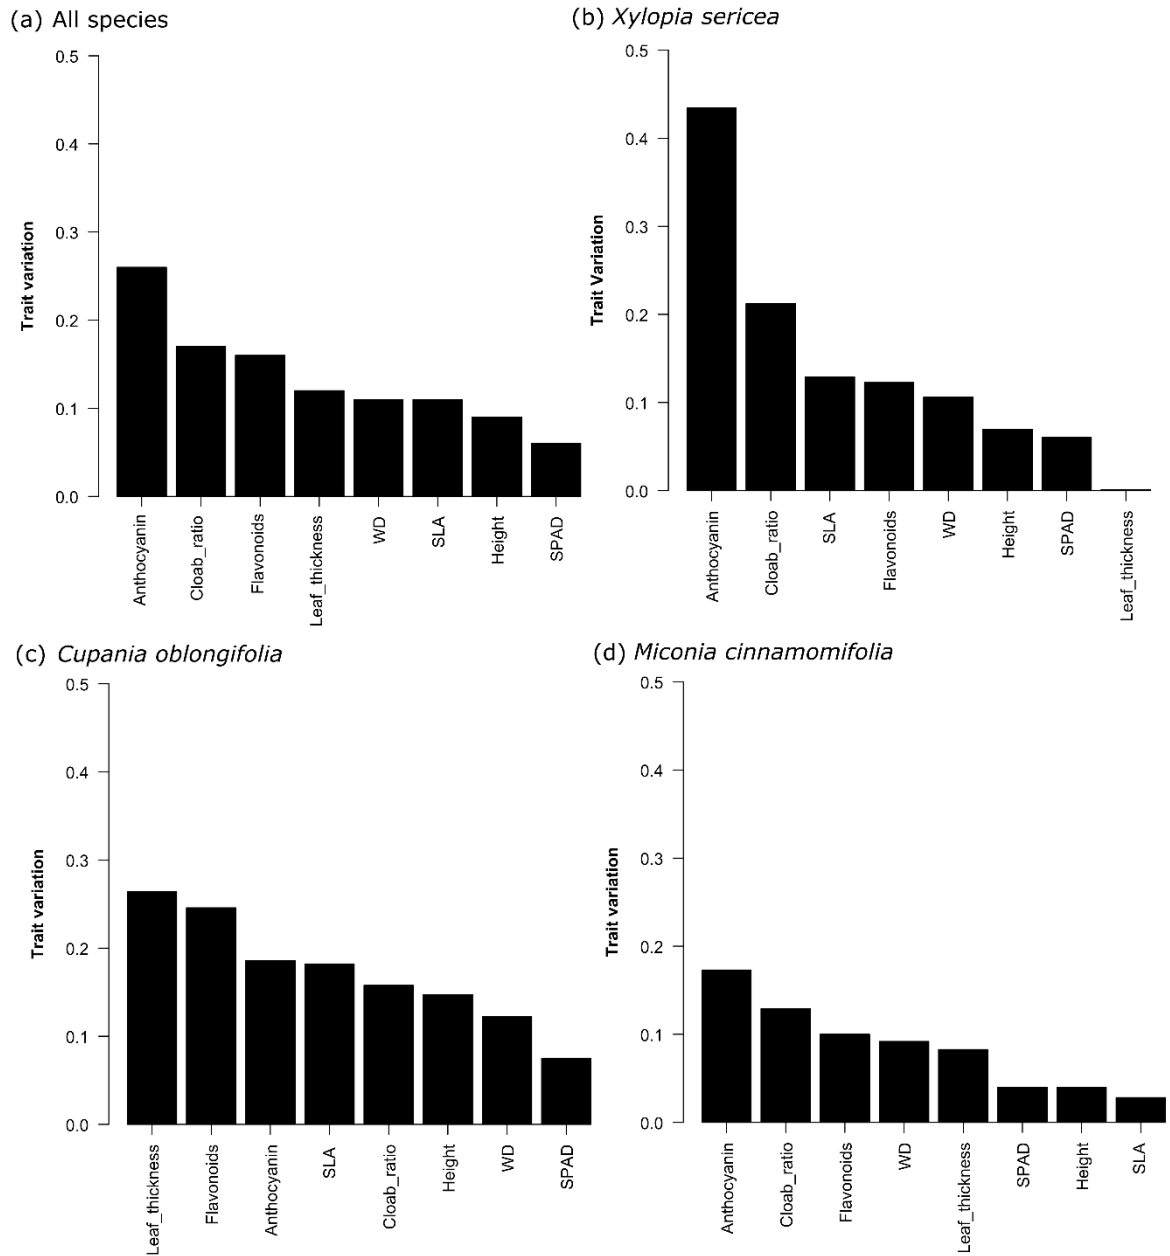 (a) All species
0.5
0.4
0.3
0.2
0.1
0.0
Trait variation
Anthocyanin
Cloab_ratio
Flavonoids
Leaf_thickness
WD
SLA
Height
SPAD
(b) Xylopia sericea
0.5
0.4
0.3
0.2
0.1
0.0
Trait Variation
Anthocyanin
Cloab_ratio
SLA
Flavonoids
WD
Height
SPAD
Leaf_thickness
(c) Cupania oblongifolia
0.5
0.4
0.3
0.2
0.1
0.0
Trait variation
Leaf_thickness
Flavonoids
Anthocyanin
SLA
Cloab_ratio
Height
WD
SPAD
(d) Miconia cinnamomifolia
0.5
0.4
0.3
0.2
0.1
0.0
Trait variation
Anthocyanin
Cloab_ratio
Flavonoids
WD
Leaf_thickness
SPAD
Height
SLA